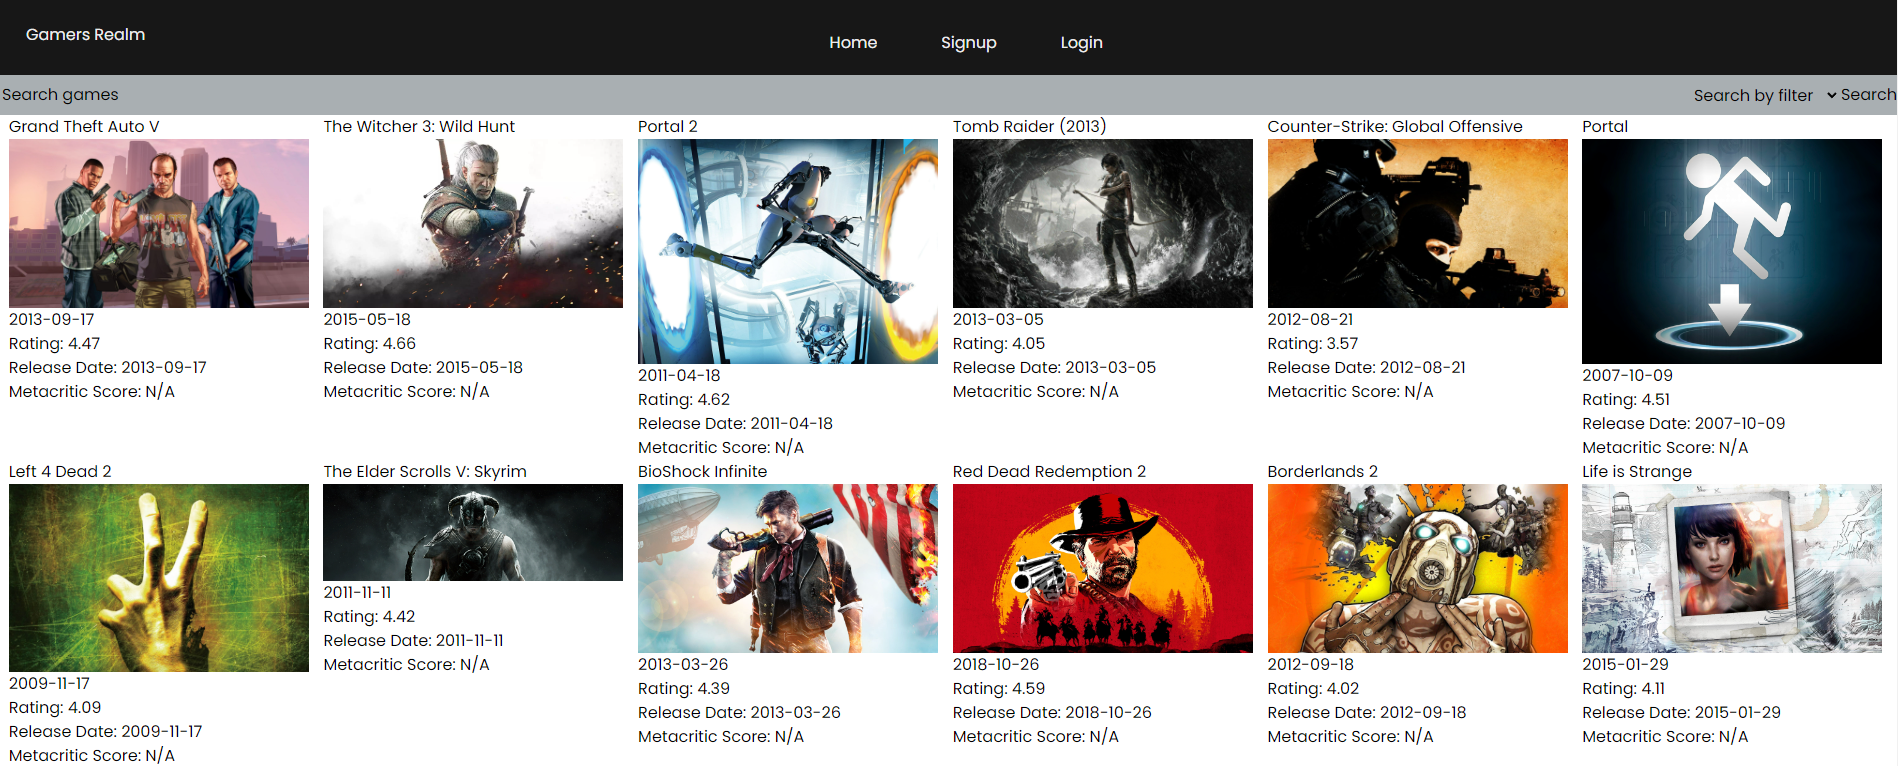 Gamers Realm
Home
Signup
Login
Search games
Search by filter
Search
Grand Theft Auto V
2013-09-17
Rating: 4.47
Release Date: 2013-09-17
Metacritic Score: N/A
The Witcher 3: Wild Hunt
2015-05-18
Rating: 4.66
Release Date: 2015-05-18
Metacritic Score: N/A
Portal 2
2011-04-18
Rating: 4.62
Release Date: 2011-04-18
Metacritic Score: N/A
Tomb Raider (2013)
2013-03-05
Rating: 4.05
Release Date: 2013-03-05
Metacritic Score: N/A
Counter-Strike: Global Offensive
2012-08-21
Rating: 3.57
Release Date: 2012-08-21
Metacritic Score: N/A
Portal
2007-10-09
Rating: 4.51
Release Date: 2007-10-09
Metacritic Score: N/A
Left 4 Dead 2
2009-11-17
Rating: 4.09
Release Date: 2009-11-17
Metacritic Score: N/A
The Elder Scrolls V: Skyrim
2011-11-11
Rating: 4.42
Release Date: 2011-11-11
Metacritic Score: N/A
BioShock Infinite
2013-03-26
Rating: 4.39
Release Date: 2013-03-26
Metacritic Score: N/A
Red Dead Redemption 2
2018-10-26
Rating: 4.59
Release Date: 2018-10-26
Metacritic Score: N/A
Borderlands 2
2012-09-18
Rating: 4.02
Release Date: 2012-09-18
Metacritic Score: N/A
Life is Strange
2015-01-29
Rating: 4.11
Release Date: 2015-01-29
Metacritic Score: N/A